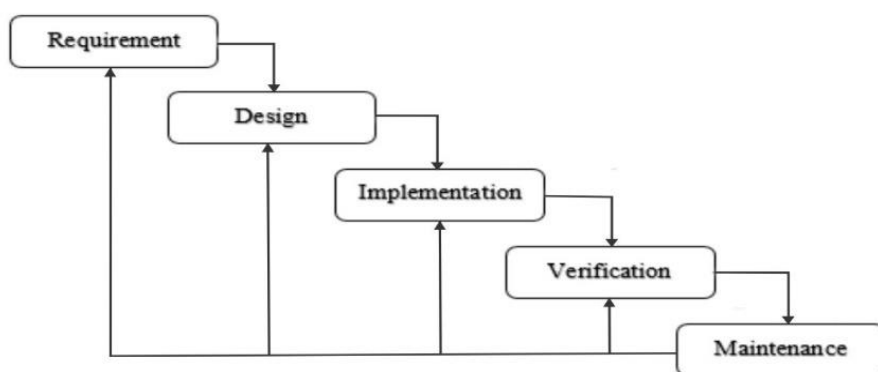 Requirement
Design
Implementation
Verification
Maintenance